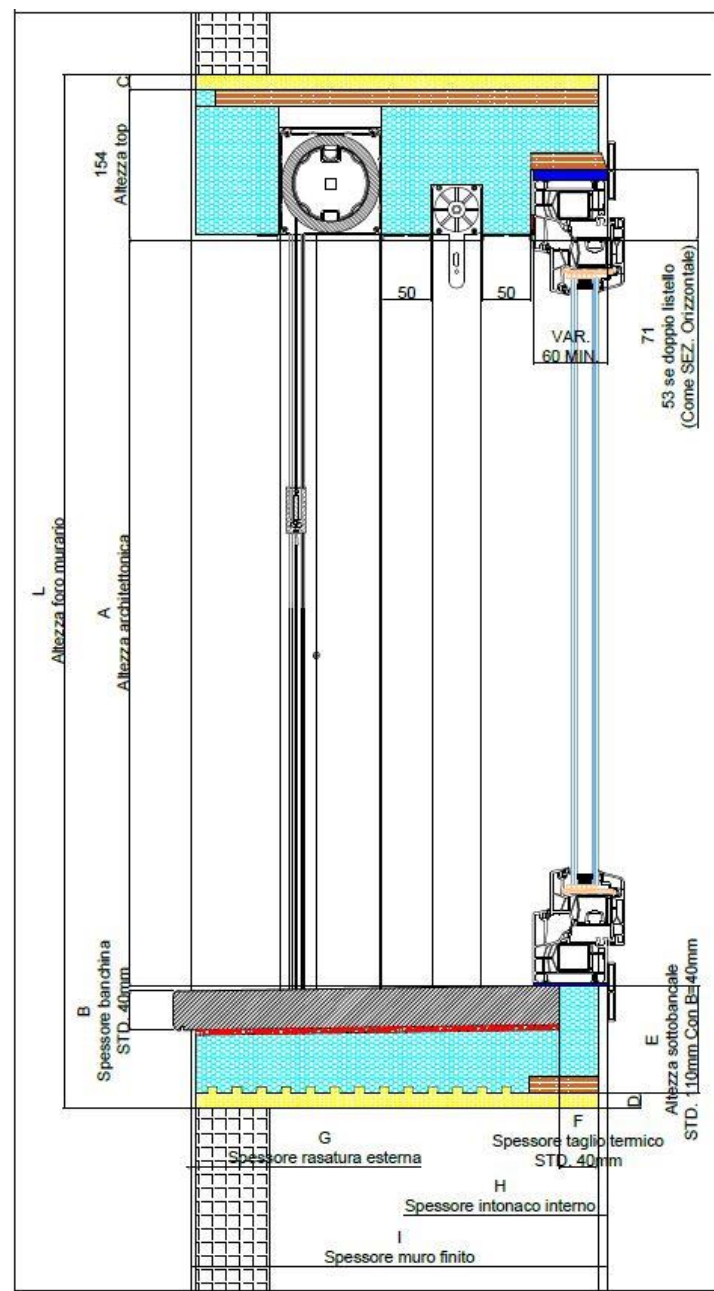 C
154
Altezza top
50
50
VAR.
60 MIN.
71
53 se doppio listello
(Come SEZ. Orizzontale)
L
Altezza foro murario
A
Altezza architettonica
B
Spessore banchina
STD. 40mm
E
Altezza sottobancale
STD. 110mm Con B=40mm
D
F
Spessore taglio termico
STD. 40mm
G
Spessore rasatura esterna
H
Spessore intonaco interno
I
Spessore muro finito